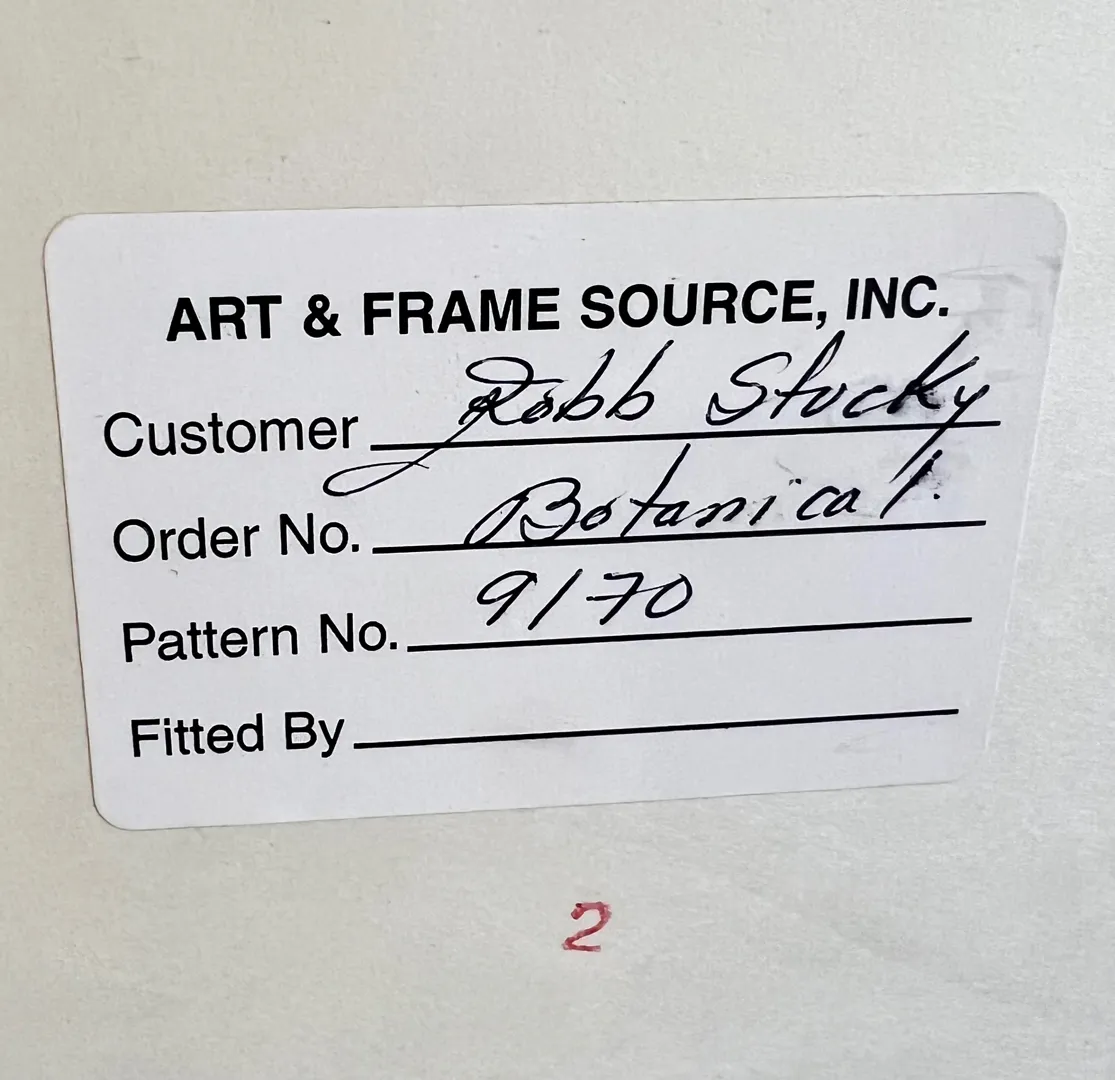 ART & FRAME SOURCE, INC.
Customer Robb Stucky
Order No. Botanical.
Pattern No. 9170
Fitted By
2